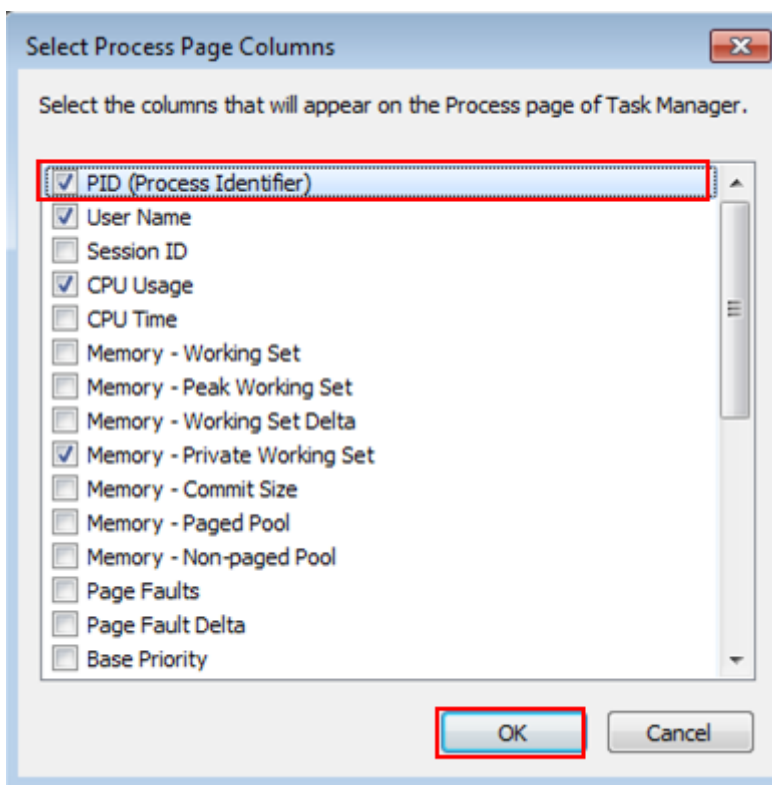 Select Process Page Columns
Select the columns that will appear on the Process page of Task Manager.
PID (Process Identifier)
User Name
Session ID
CPU Usage
CPU Time
Memory - Working Set
Memory - Peak Working Set
Memory - Working Set Delta
Memory - Private Working Set
Memory - Commit Size
Memory - Paged Pool
Memory - Non-paged Pool
Page Faults
Page Fault Delta
Base Priority
OK
Cancel